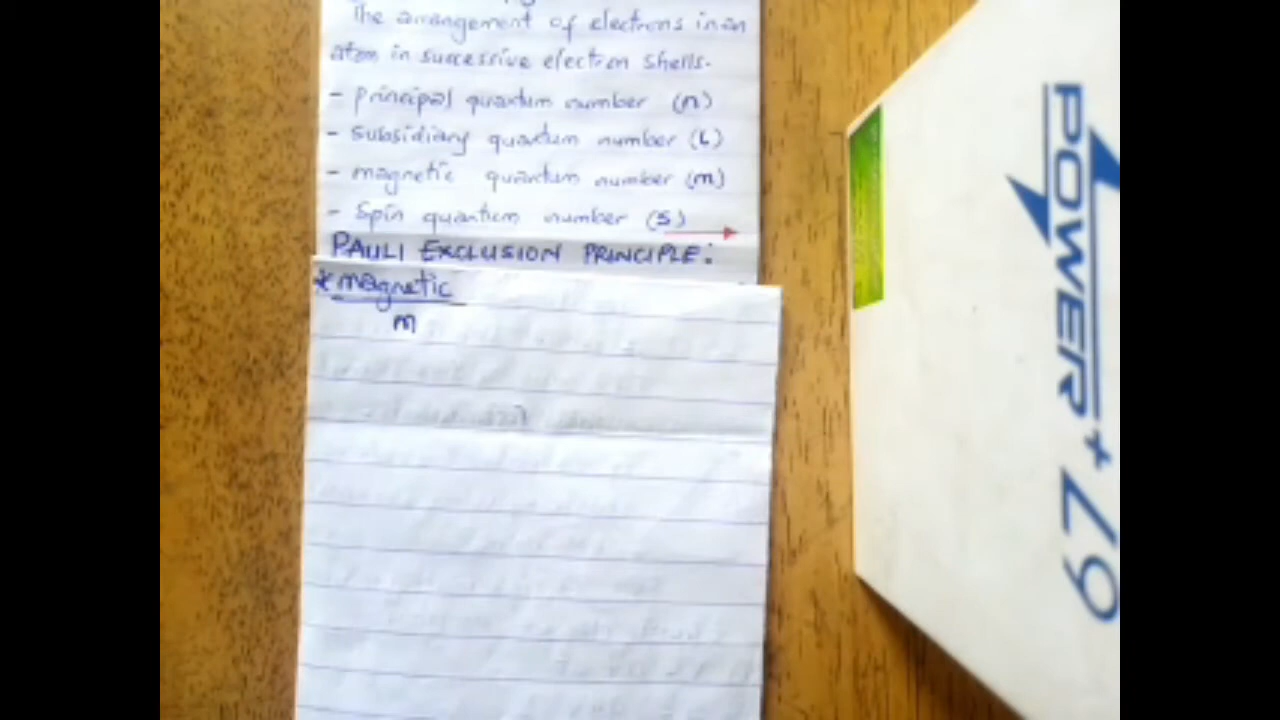 The arrangement of electrons in an
atom in successive electron shells.
- principal quantum number (n)
- Subsidiary quantum number (L)
- magnetic quantum number (m)
- Spin quantum number (S)
PAULI EXCLUSION PRINCIPLE:
* magnetic
m
POWER+ L9